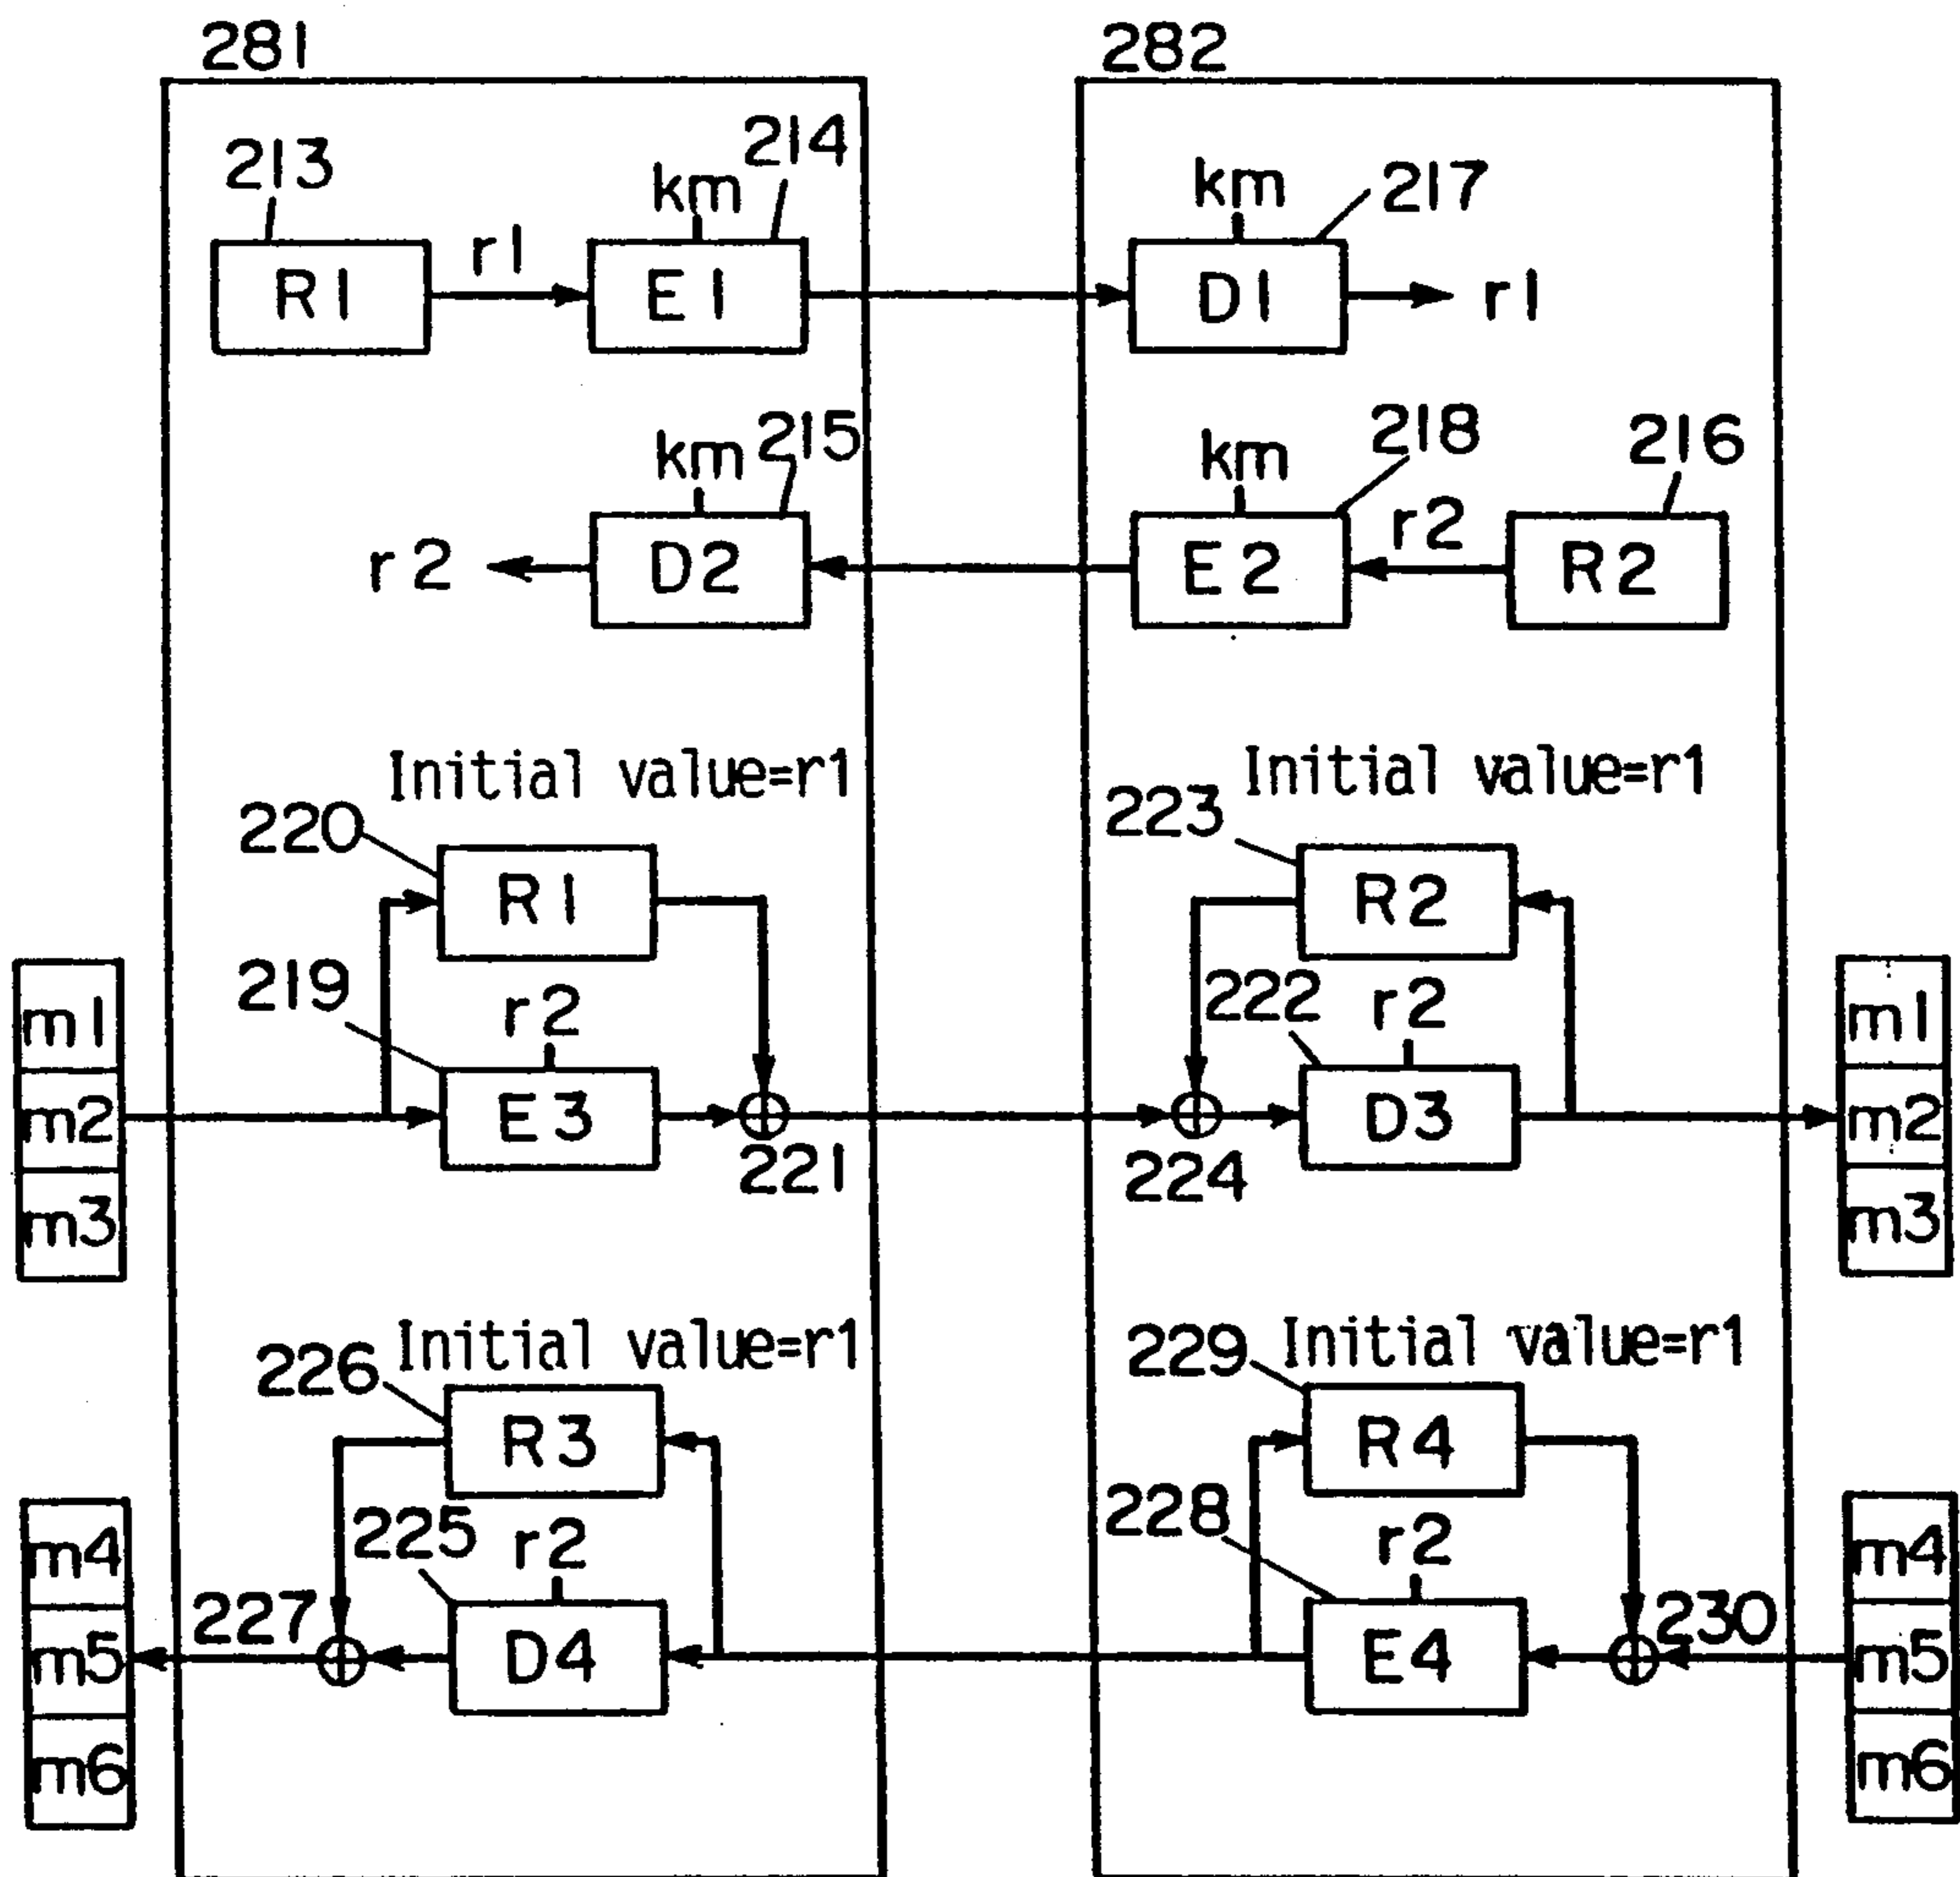 281 282
213 km 214 km 217
R1 r1 E1 D1 r1
km 215 km 218 216
r2 D2 E2 r2 R2
Initial value=r1 Initial value=r1
220 R1 223 R2
219 r2 222 r2
m1 m1
m2 E3 D3 m2
221 224
m3 m3
Initial value=r1 Initial value=r1
226 R3 229 R4
225 r2 228 r2
m4 m4
227 230
m5 D4 E4 m5
m6 m6